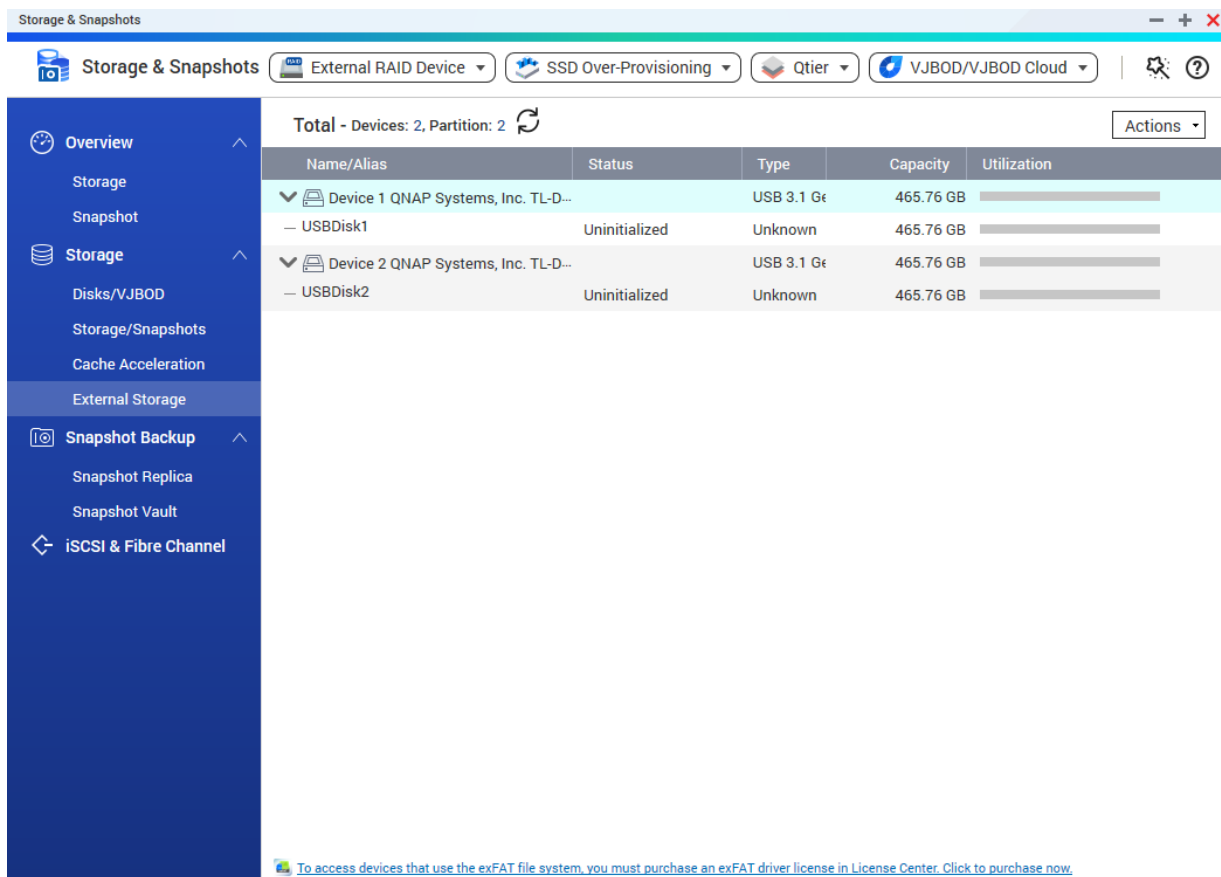 Storage & Snapshots
Storage & Snapshots External RAID Device SSD Over-Provisioning Qtier VJBOD/VJBOD Cloud
Overview
Storage
Snapshot
Storage
Disks/VJBOD
Storage/Snapshots
Cache Acceleration
External Storage
Snapshot Backup
Snapshot Replica
Snapshot Vault
iSCSI & Fibre Channel
Total - Devices: 2, Partition: 2 Actions
Name/Alias Status Type Capacity Utilization
Device 1 QNAP Systems, Inc. TL-D... USB 3.1 Ge 465.76 GB
USBDisk1 Uninitialized Unknown 465.76 GB
Device 2 QNAP Systems, Inc. TL-D... USB 3.1 Ge 465.76 GB
USBDisk2 Uninitialized Unknown 465.76 GB
To access devices that use the exFAT file system, you must purchase an exFAT driver license in License Center. Click to purchase now.